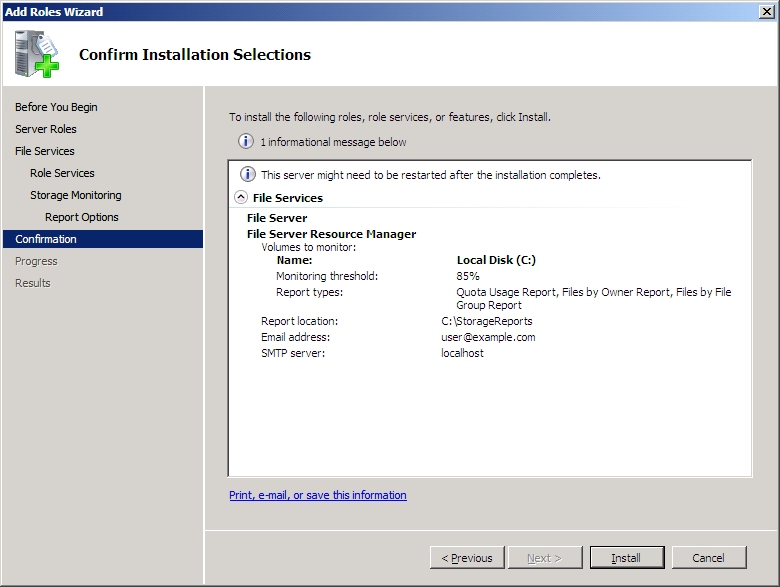 Add Roles Wizard
Confirm Installation Selections
Before You Begin
Server Roles
File Services
Role Services
Storage Monitoring
Report Options
Confirmation
Progress
Results
To install the following roles, role services, or features, click Install.
1 informational message below
This server might need to be restarted after the installation completes.
File Services
File Server
File Server Resource Manager
Volumes to monitor:
Name: Local Disk (C:)
Monitoring threshold: 85%
Report types: Quota Usage Report, Files by Owner Report, Files by File
Group Report
Report location: C:\StorageReports
Email address: user@example.com
SMTP server: localhost
Print, e-mail, or save this information
< Previous Next > Install Cancel